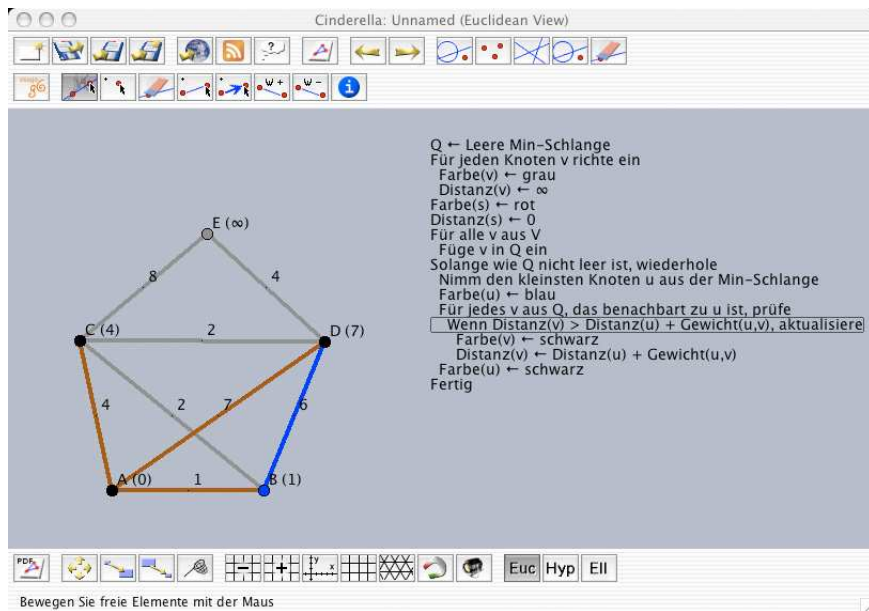 Cinderella: Unnamed (Euclidean View)
?
W +
W -
g6
i
Q ← Leere Min-Schlange
Für jeden Knoten v richte ein
Farbe(v) ← grau
Distanz(v) ← ∞
Farbe(s) ← rot
Distanz(s) ← 0
Für alle v aus V
Füge v in Q ein
Solange wie Q nicht leer ist, wiederhole
Nimm den kleinsten Knoten u aus der Min-Schlange
Farbe(u) ← blau
Für jedes v aus Q, das benachbart zu u ist, prüfe
Wenn Distanz(v) > Distanz(u) + Gewicht(u,v), aktualisiere
Farbe(v) ← schwarz
Distanz(v) ← Distanz(u) + Gewicht(u,v)
Farbe(u) ← schwarz
Fertig
E (∞)
8
4
C (4)
2
D (7)
4
2
7
6
A (0)
1
B (1)
PDF
y
x
Euc
Hyp
Ell
Bewegen Sie freie Elemente mit der Maus